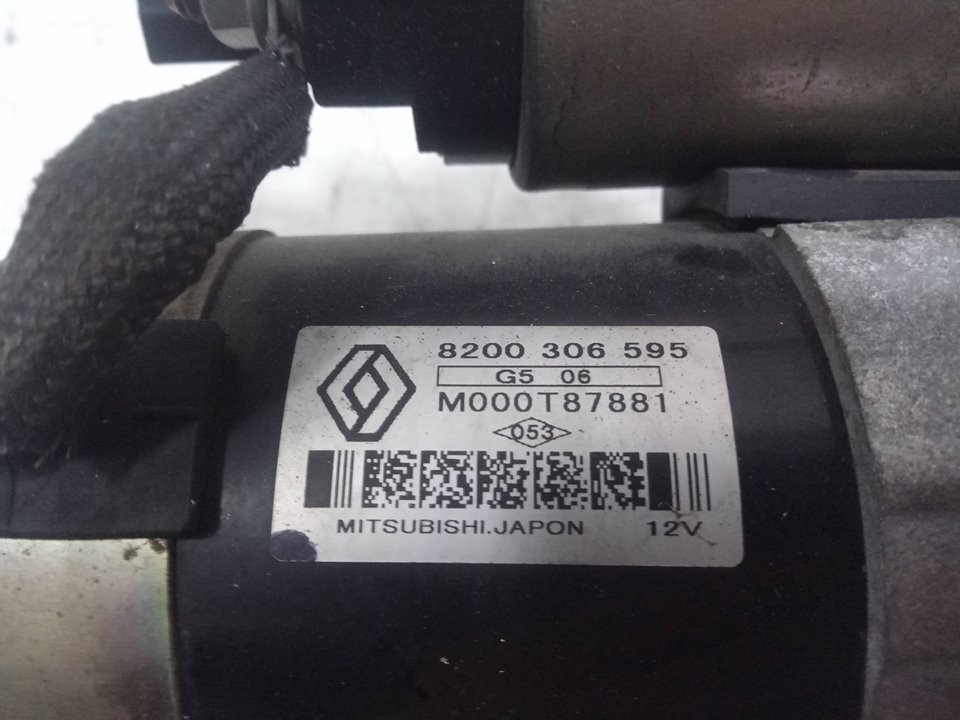 8200 306 595
G5 06
M000T87881
053
MITSUBISHI.JAPON 12V